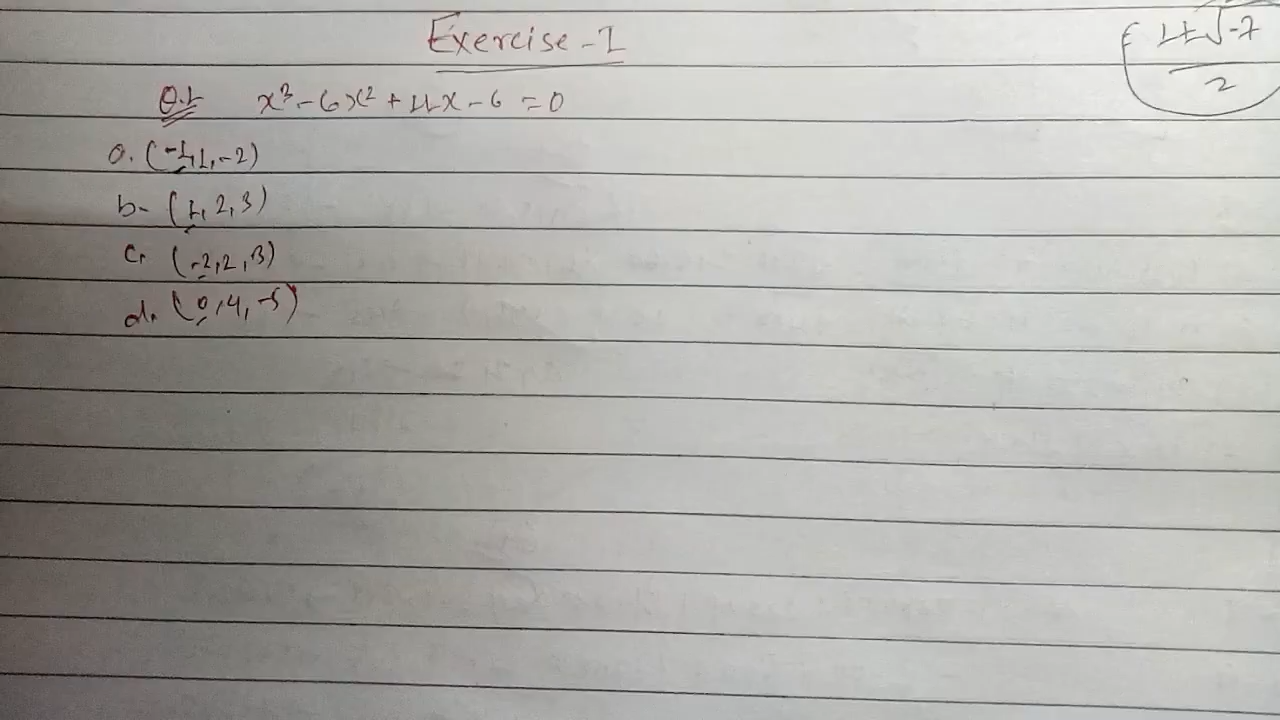 Exercise-1
1±√-7
2
Q.1 x³-6x²+11x-6=0
a. (-1,1,-2)
b- (1,2,3)
c. (-2,2,3)
d. (0,4,-5)